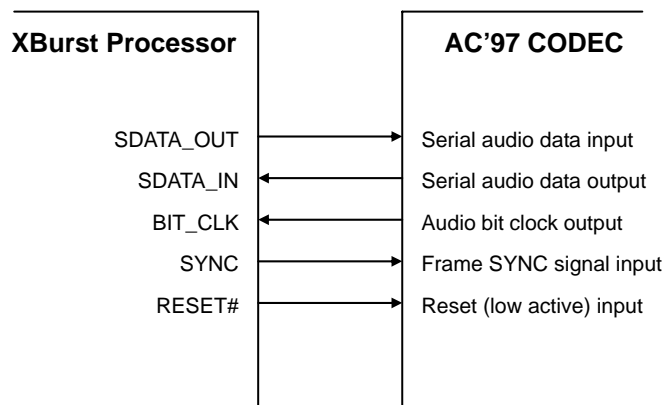 XBurst Processor
AC’97 CODEC
SDATA_OUT
Serial audio data input
SDATA_IN
Serial audio data output
BIT_CLK
Audio bit clock output
SYNC
Frame SYNC signal input
RESET#
Reset (low active) input